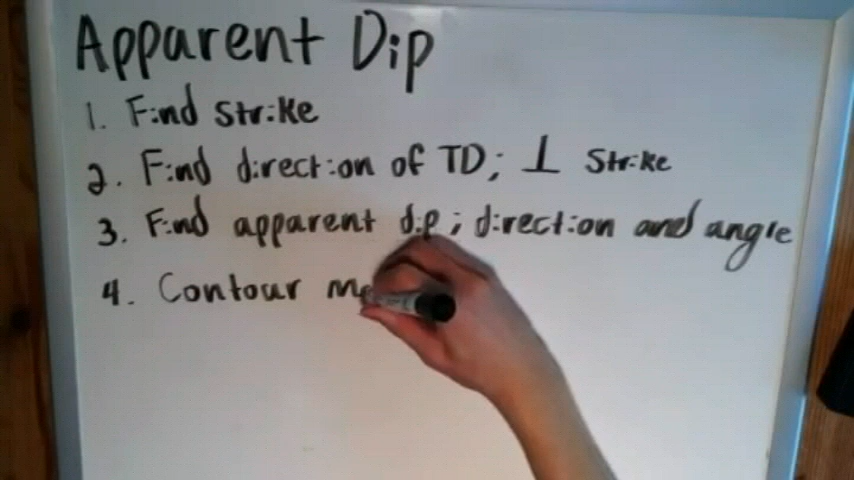 Apparent Dip
1. Find strike
2. Find direction of TD; ⊥ strike
3. Find apparent dip; direction and angle
4. Contour